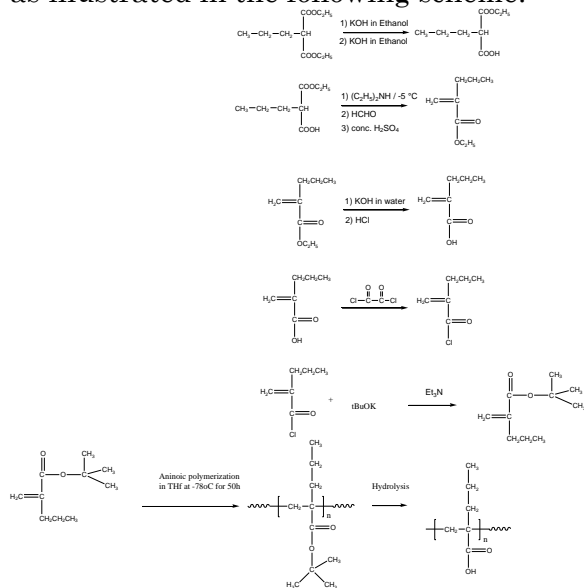 as illustrated in the following scheme.
COOC₂H₅
CH₃—CH₂—CH₂—CH
COOC₂H₅
1) KOH in Ethanol
2) KOH in Ethanol
COOC₂H₅
CH₃—CH₂—CH₂—CH
COOH
COOC₂H₅
CH₃—CH₂—CH₂—CH
COOH
1) (C₂H₅)₂NH / -5 °C
2) HCHO
3) conc. H₂SO₄
CH₂CH₂CH₃
H₂C=C
C=O
OC₂H₅
CH₂CH₂CH₃
H₂C=C
C=O
OC₂H₅
1) KOH in water
2) HCl
CH₂CH₂CH₃
H₂C=C
C=O
OH
CH₂CH₂CH₃
H₂C=C
C=O
OH
O O
Cl—C—C—Cl
CH₂CH₂CH₃
H₂C=C
C=O
Cl
CH₂CH₂CH₃
H₂C=C
C=O
Cl
+
tBuOK
Et₃N
O
C—O—C
CH₃
CH₃
CH₃
H₂C=C
CH₂CH₂CH₃
O
C—O—C
CH₃
CH₃
CH₃
H₂C=C
CH₂CH₂CH₃
Aninoic polymerization
in THf at -78oC for 50h
CH₃
CH₂
CH₂
CH₂—C
n
C=O
O
C
CH₃
CH₃
H₃C
Hydrolysis
CH₃
CH₂
CH₂
CH₂—C
n
C=O
OH